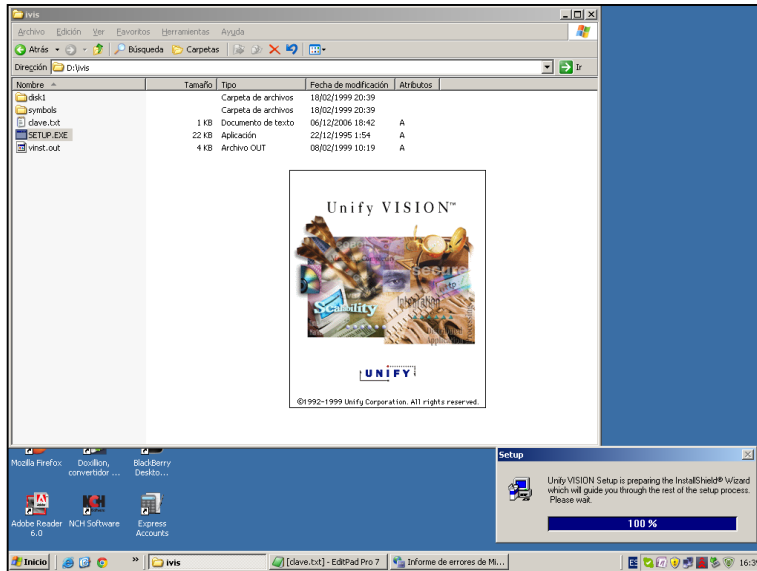 ivis
Archivo Edición Ver Favoritos Herramientas Ayuda
Atrás Búsqueda Carpetas
Dirección D:\ivis Ir
Nombre Tamaño Tipo Fecha de modificación Atributos
disk1 Carpeta de archivos 18/02/1999 20:39
symbols Carpeta de archivos 18/02/1999 20:39
clave.txt 1 KB Documento de texto 06/12/2006 18:42 A
SETUP.EXE 22 KB Aplicación 22/12/1995 1:54 A
vinst.out 4 KB Archivo OUT 08/02/1999 10:19 A
Unify VISION™
secure
Scalability
Integration
UNIFY
©1992-1999 Unify Corporation. All rights reserved.
Mozilla Firefox Doxillion, convertidor ... BlackBerry Deskto...
Adobe Reader 6.0 NCH Software Express Accounts
Setup
Unify VISION Setup is preparing the InstallShield® Wizard
which will guide you through the rest of the setup process.
Please wait.
100 %
Inicio » ivis [clave.txt] - EditPad Pro 7 Informe de errores de Mi... ES 16:39